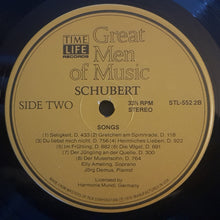 TIME
LIFE
RECORDS
Great
Men
of Music
SCHUBERT
SIDE TWO
33⅓ RPM
STEREO
STL-552 2B
SONGS
(1) Seligkeit, D. 433 (2) Gretchen am Spinnrade, D. 118
(3) Du liebst mich nicht, D. 756 (4) Heimliches Lieben, D. 922
(5) Im Frühling, D. 882 (6) Die Vögel, D. 691
(7) Der Jüngling an der Quelle, D. 300
(8) Der Musensohn, D. 764
Elly Ameling, Soprano
Jörg Demus, Pianist
Licensed by
Harmonia Mundi, Germany